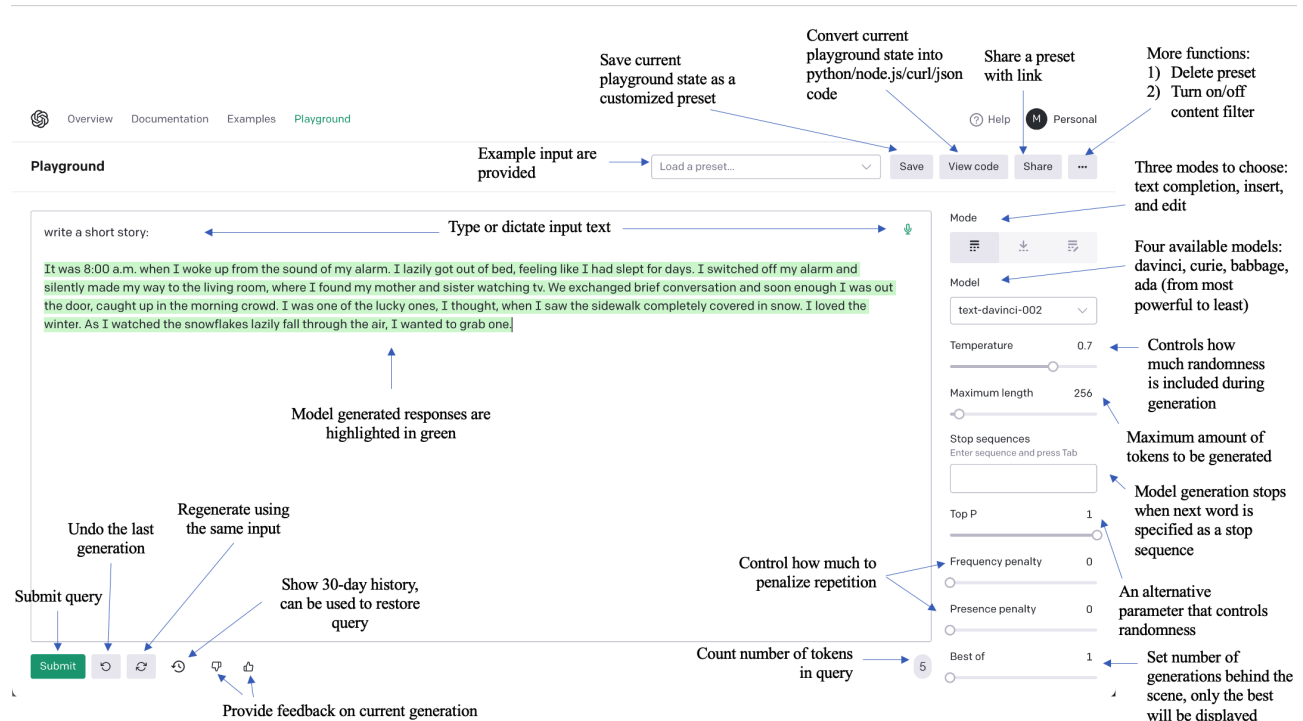 Convert current
playground state into
python/node.js/curl/json
code
Share a preset
with link
More functions:
1) Delete preset
2) Turn on/off
content filter
Save current
playground state as a
customized preset
Overview Documentation Examples Playground
Help M Personal
Playground
Example input are
provided
Load a preset...
Save View code Share ...
Three modes to choose:
text completion, insert,
and edit
write a short story:
Type or dictate input text
Mode
It was 8:00 a.m. when I woke up from the sound of my alarm. I lazily got out of bed, feeling like I had slept for days. I switched off my alarm and
silently made my way to the living room, where I found my mother and sister watching tv. We exchanged brief conversation and soon enough I was out
the door, caught up in the morning crowd. I was one of the lucky ones, I thought, when I saw the sidewalk completely covered in snow. I loved the
winter. As I watched the snowflakes lazily fall through the air, I wanted to grab one.
Four available models:
davinci, curie, babbage,
ada (from most
powerful to least)
Model
text-davinci-002
Temperature 0.7
Controls how
much randomness
is included during
generation
Maximum length 256
Model generated responses are
highlighted in green
Maximum amount of
tokens to be generated
Stop sequences
Enter sequence and press Tab
Model generation stops
when next word is
specified as a stop
sequence
Top P 1
Regenerate using
the same input
Undo the last
generation
Control how much to
penalize repetition
Frequency penalty 0
Presence penalty 0
An alternative
parameter that controls
randomness
Show 30-day history,
can be used to restore
query
Submit query
Submit
Count number of tokens
in query
5
Best of 1
Set number of
generations behind the
scene, only the best
will be displayed
Provide feedback on current generation